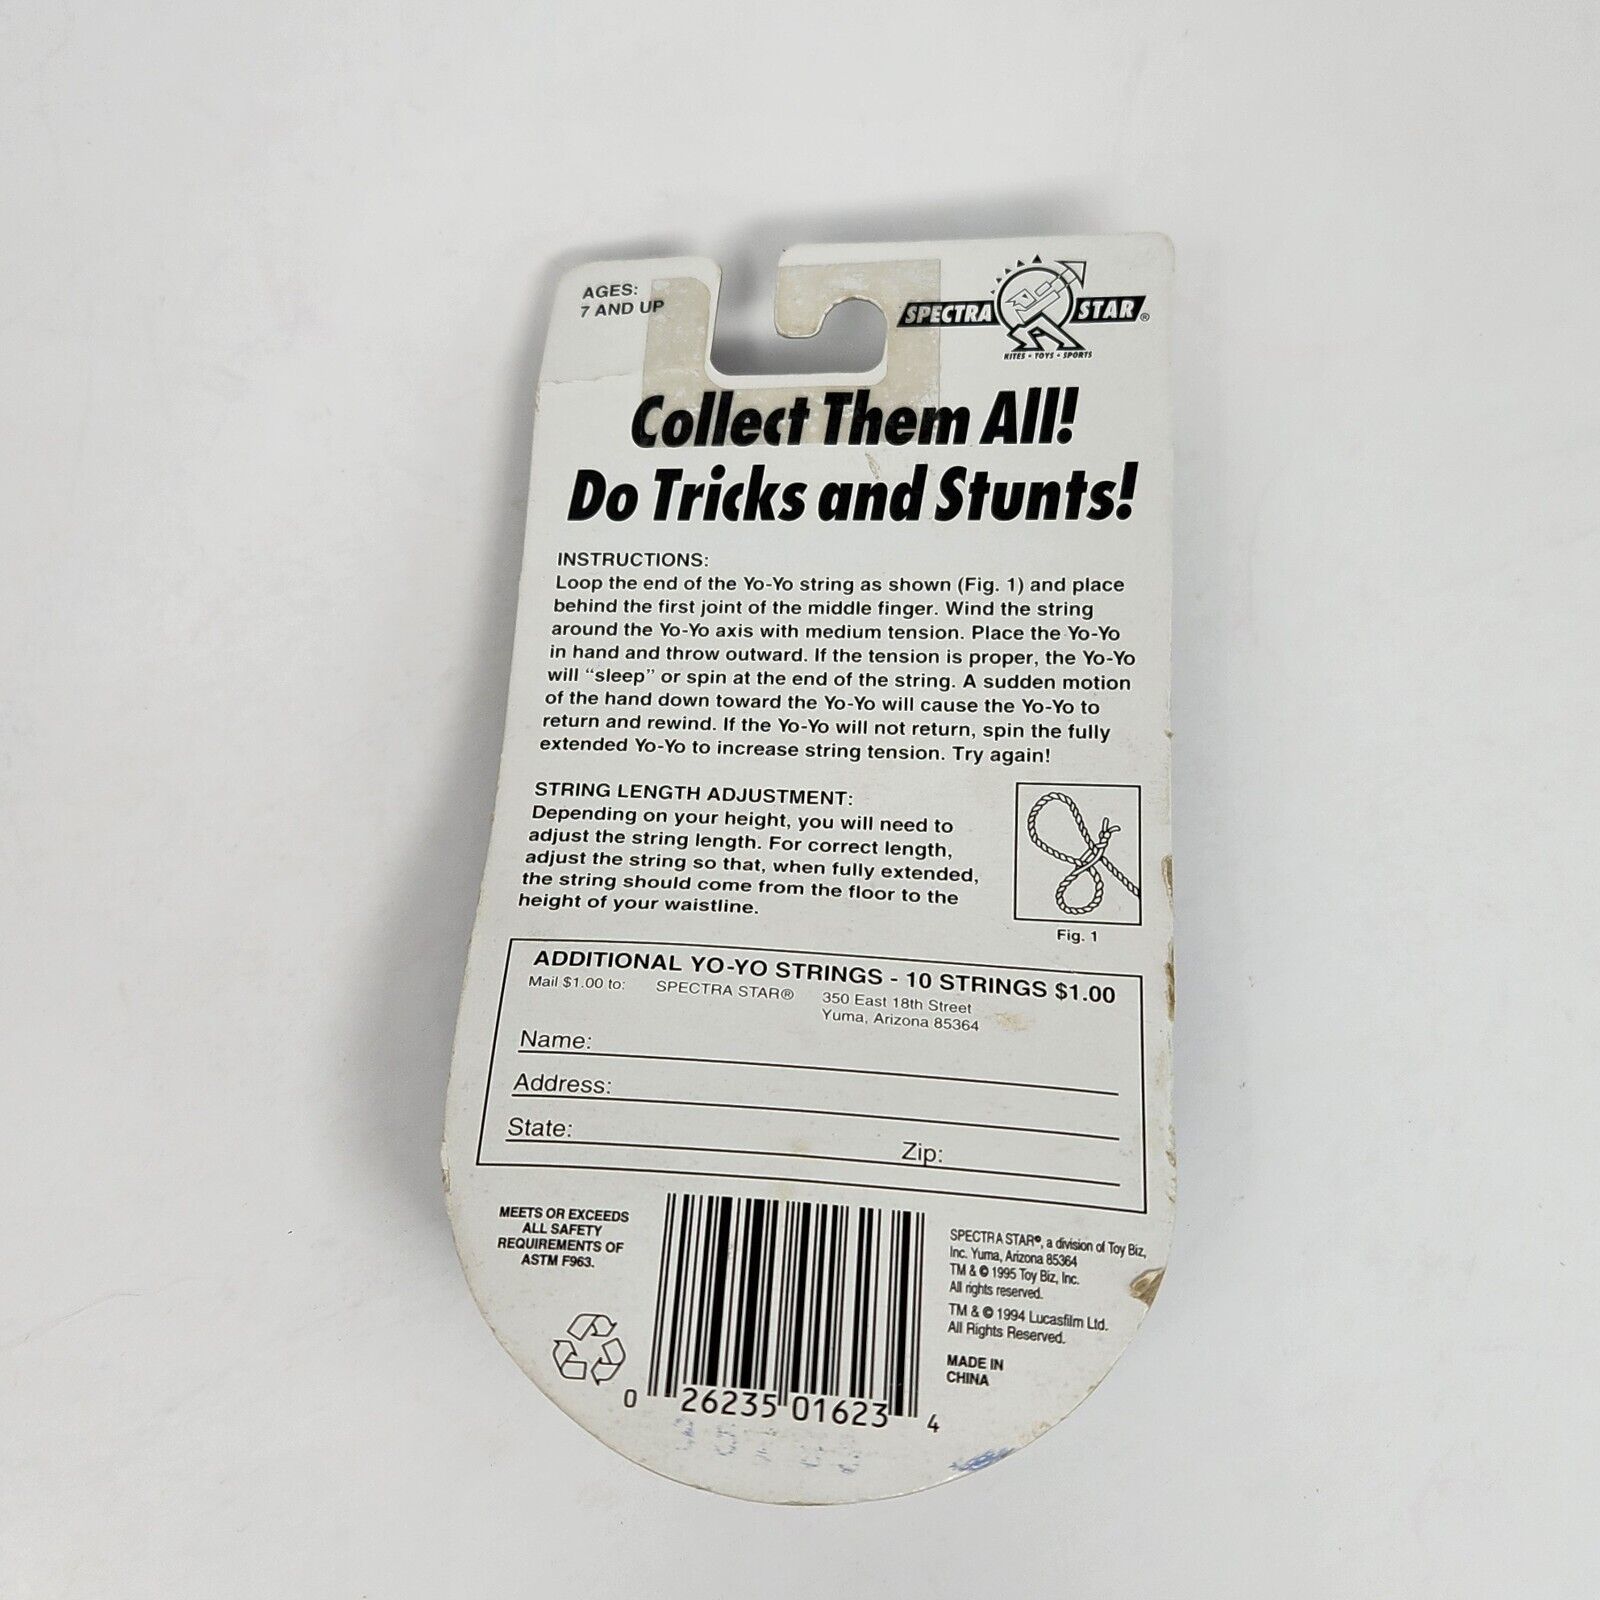 AGES:
7 AND UP
SPECTRA STAR®
KITES • TOYS • SPORTS
Collect Them All!
Do Tricks and Stunts!
INSTRUCTIONS:
Loop the end of the Yo-Yo string as shown (Fig. 1) and place
behind the first joint of the middle finger. Wind the string
around the Yo-Yo axis with medium tension. Place the Yo-Yo
in hand and throw outward. If the tension is proper, the Yo-Yo
will “sleep” or spin at the end of the string. A sudden motion
of the hand down toward the Yo-Yo will cause the Yo-Yo to
return and rewind. If the Yo-Yo will not return, spin the fully
extended Yo-Yo to increase string tension. Try again!
STRING LENGTH ADJUSTMENT:
Depending on your height, you will need to
adjust the string length. For correct length,
adjust the string so that, when fully extended,
the string should come from the floor to the
height of your waistline.
Fig. 1
ADDITIONAL YO-YO STRINGS - 10 STRINGS $1.00
Mail $1.00 to: SPECTRA STAR® 350 East 18th Street
Yuma, Arizona 85364
Name:
Address:
State: Zip:
MEETS OR EXCEEDS
ALL SAFETY
REQUIREMENTS OF
ASTM F963.
0 26235 01623 4
SPECTRA STAR®, a division of Toy Biz,
Inc. Yuma, Arizona 85364
TM & © 1995 Toy Biz, Inc.
All rights reserved.
TM & © 1994 Lucasfilm Ltd.
All Rights Reserved.
MADE IN
CHINA